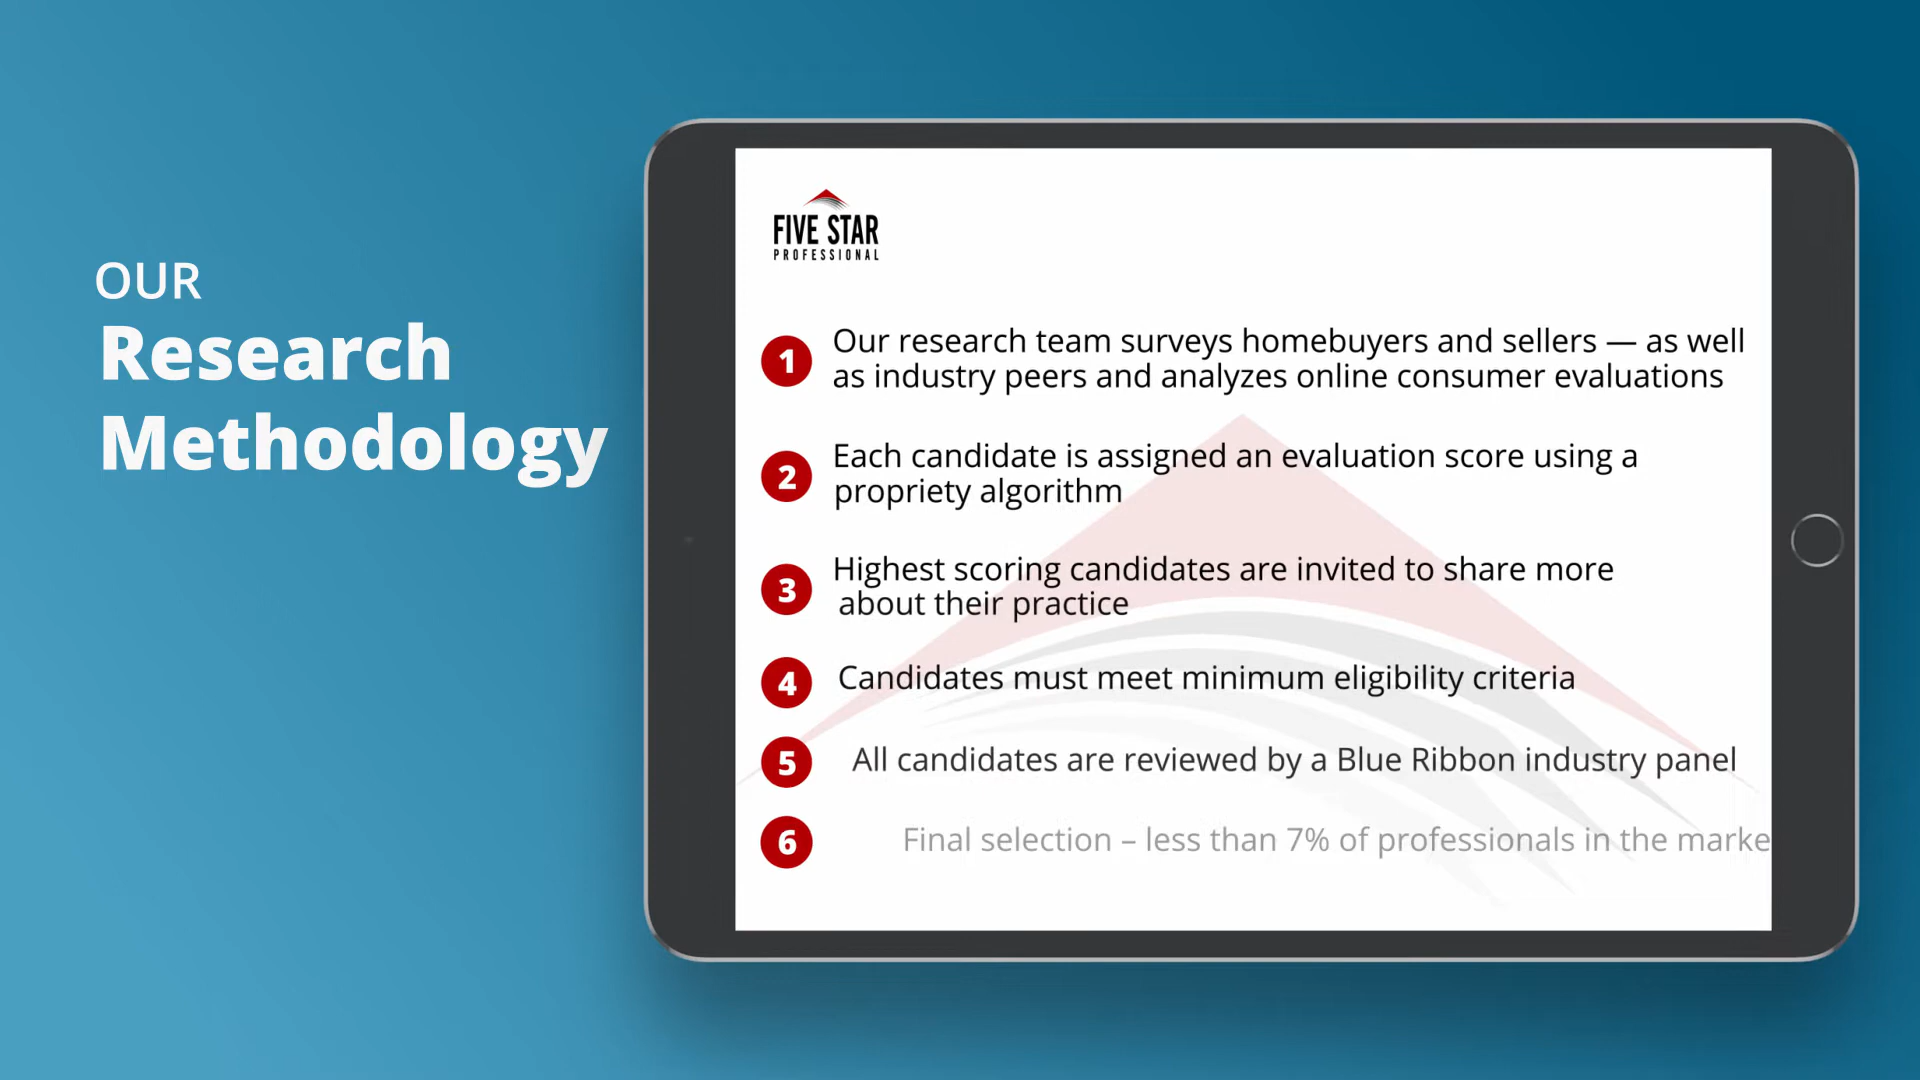 OUR
Research
Methodology
FIVE STAR
PROFESSIONAL
1 Our research team surveys homebuyers and sellers — as well
as industry peers and analyzes online consumer evaluations
2 Each candidate is assigned an evaluation score using a
propriety algorithm
3 Highest scoring candidates are invited to share more
about their practice
4 Candidates must meet minimum eligibility criteria
5 All candidates are reviewed by a Blue Ribbon industry panel
6 Final selection – less than 7% of professionals in the marke